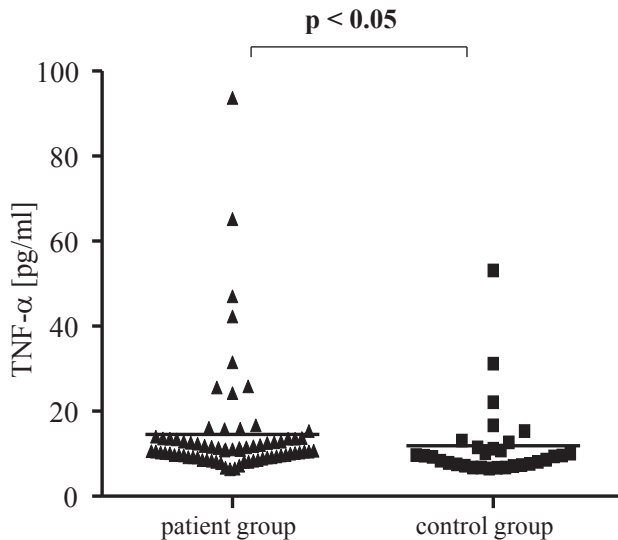 p < 0.05
TNF-α [pg/ml]
100
80
60
40
20
0
patient group
control group